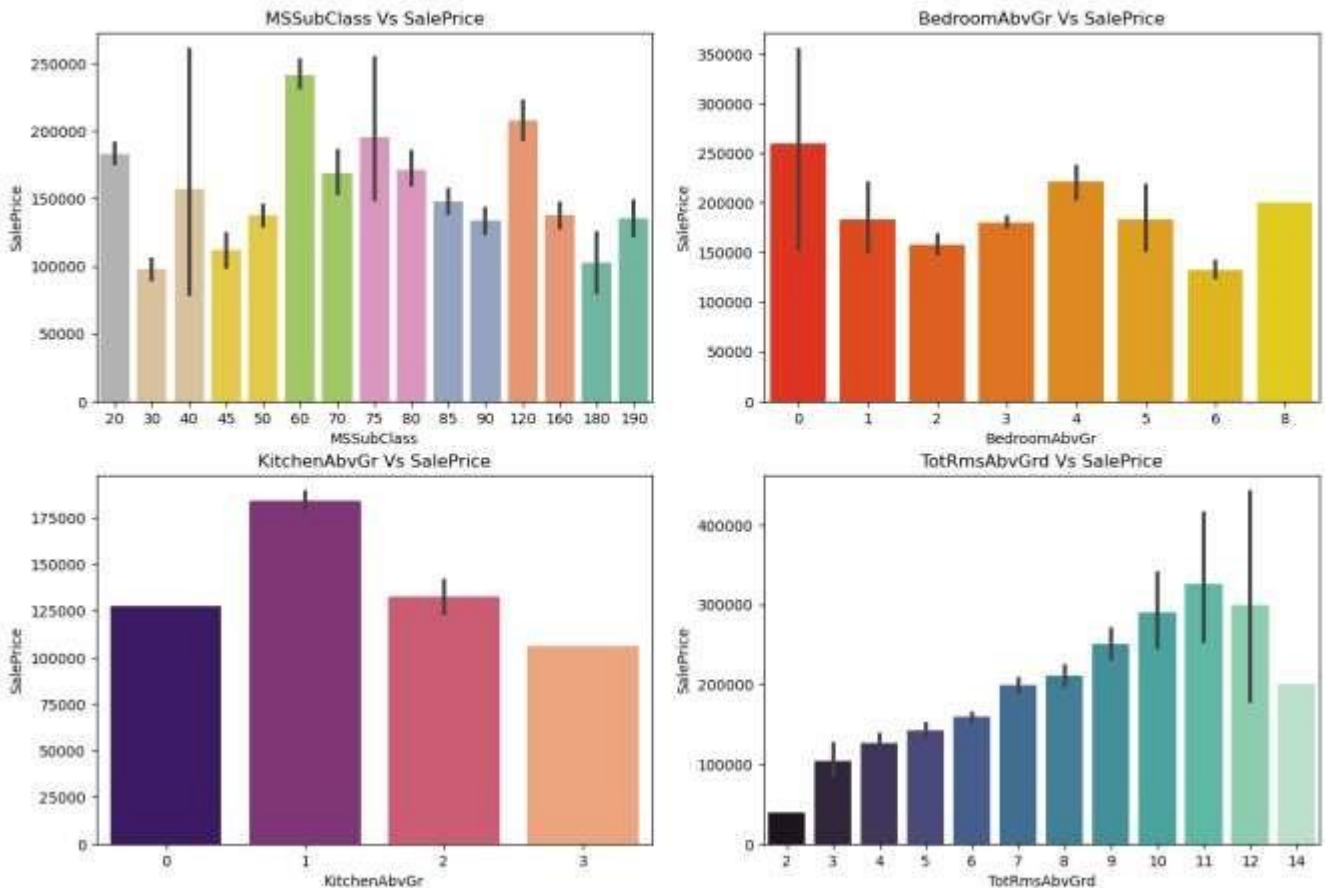 MSSubClass Vs SalePrice
250000
200000
150000
100000
50000
0
SalePrice
20 30 40 45 50 60 70 75 80 85 90 120 160 180 190
MSSubClass
BedroomAbvGr Vs SalePrice
350000
300000
250000
200000
150000
100000
50000
0
SalePrice
0 1 2 3 4 5 6 8
BedroomAbvGr
KitchenAbvGr Vs SalePrice
175000
150000
125000
100000
75000
50000
25000
0
SalePrice
0 1 2 3
KitchenAbvGr
TotRmsAbvGrd Vs SalePrice
400000
300000
200000
100000
0
SalePrice
2 3 4 5 6 7 8 9 10 11 12 14
TotRmsAbvGrd